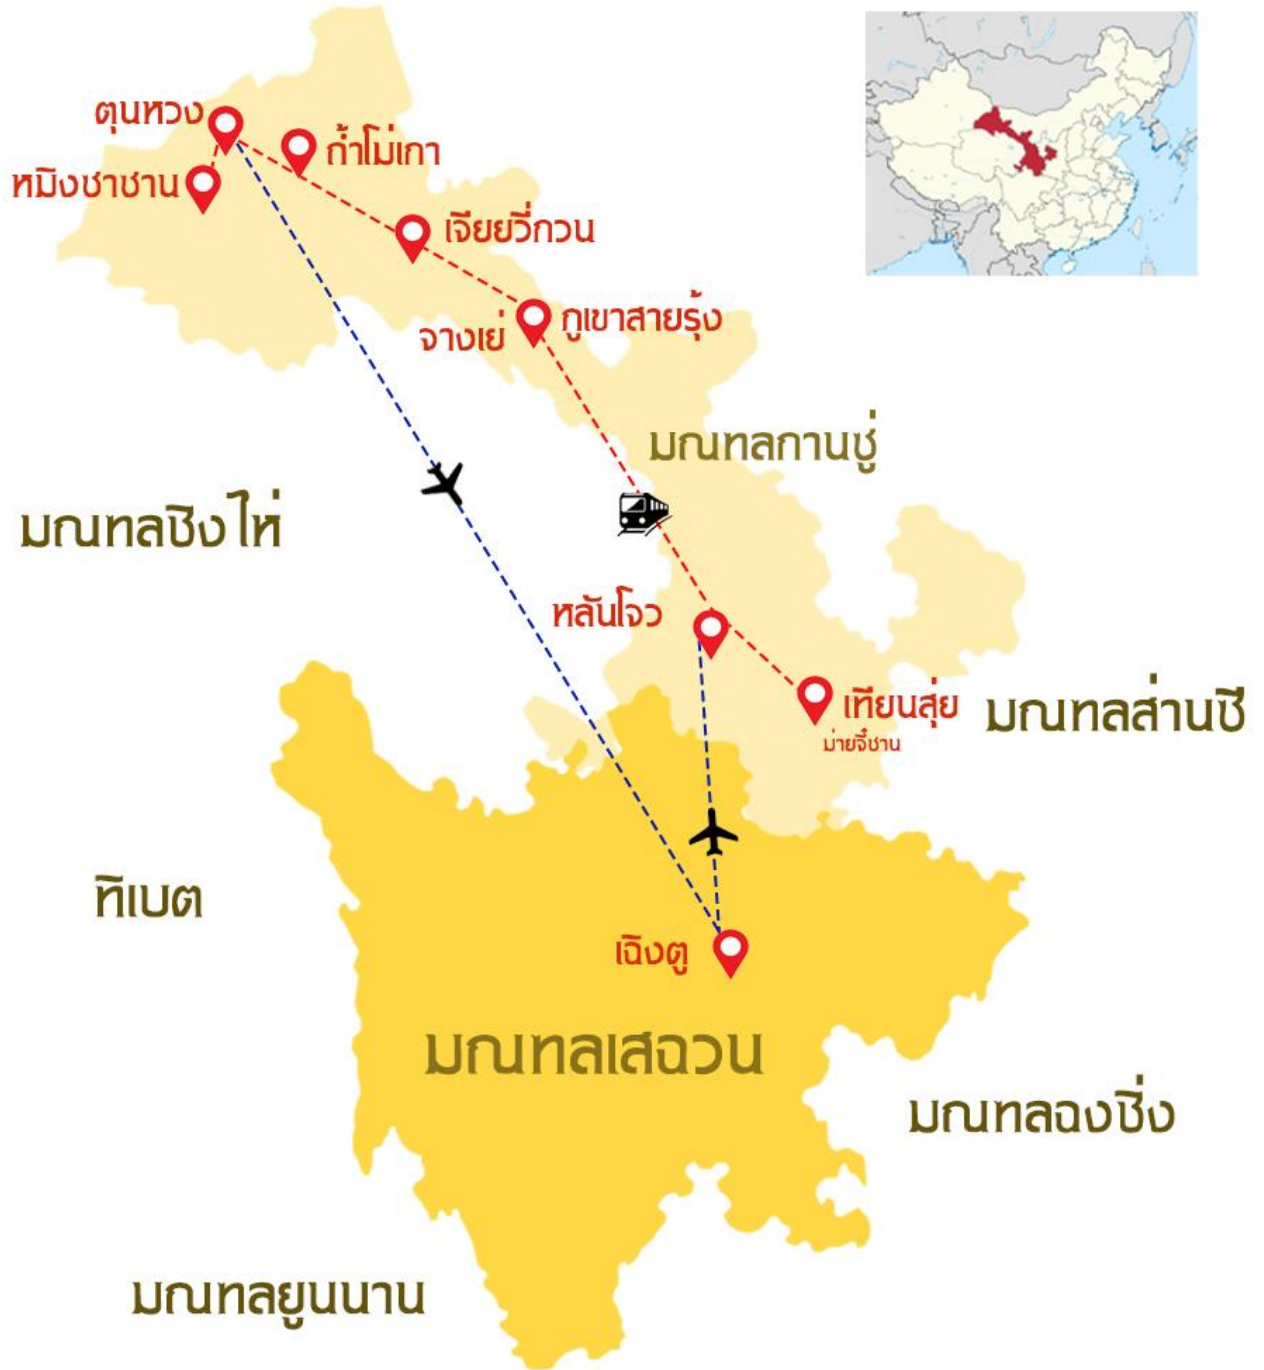 ตุนหวง
ถ้ำโม่เกา
หมิงซาซาน
เจียยวี่กวน
ภูเขาสายรุ้ง
จางเย่
มณฑลกานซู่
มณฑลชิงไห่
หลันโจว
เทียนสุ่ย
ม่ายจี๋ซาน
มณฑลส่านซี
ทิเบต
เฉิงตู
มณฑลเสฉวน
มณฑลฉงชิ่ง
มณฑลยูนนาน